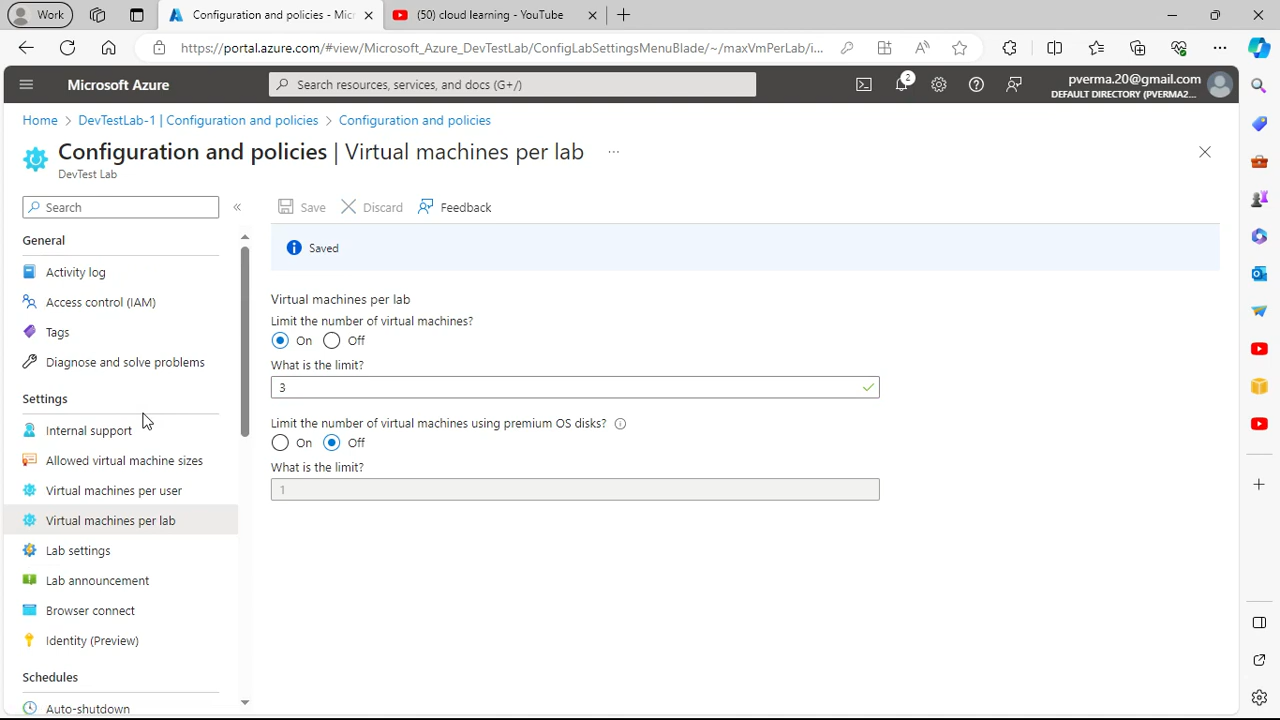 Work
Configuration and policies - Micr
(50) cloud learning - YouTube
https://portal.azure.com/#view/Microsoft_Azure_DevTestLab/ConfigLabSettingsMenuBlade/~/maxVmPerLab/i...
Microsoft Azure
Search resources, services, and docs (G+/)
2
pverma.20@gmail.com
DEFAULT DIRECTORY (PVERMA2...
Home > DevTestLab-1 | Configuration and policies > Configuration and policies >
Configuration and policies | Virtual machines per lab ...
DevTest Lab
Search
Save
Discard
Feedback
General
Activity log
Access control (IAM)
Tags
Diagnose and solve problems
Settings
Internal support
Allowed virtual machine sizes
Virtual machines per user
Virtual machines per lab
Lab settings
Lab announcement
Browser connect
Identity (Preview)
Schedules
Auto-shutdown
Saved
Virtual machines per lab
Limit the number of virtual machines?
On Off
What is the limit?
3
Limit the number of virtual machines using premium OS disks?
On Off
What is the limit?
1